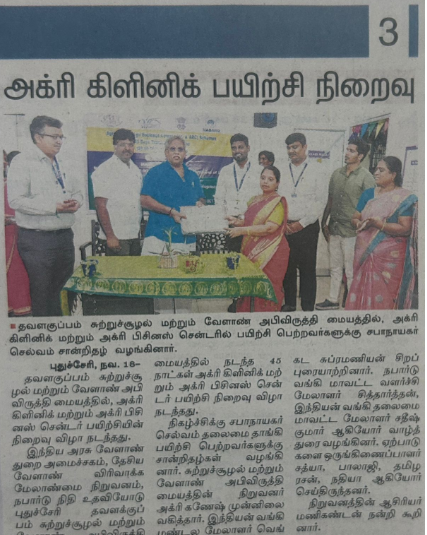 3
அக்ரி கிளினிக் பயிற்சி நிறைவு
■ தவளகுப்பம் சுற்றுச்சூழல் மற்றும் வேளாண் அபிவிருத்தி மையத்தில், அக்ரி
கிளினிக் மற்றும் அக்ரி பிசினஸ் சென்டரில் பயிற்சி பெற்றவர்களுக்கு சபாநாயகர்
செல்வம் சான்றிதழ் வழங்கினார்.
புதுச்சேரி, நவ. 18–
தவளகுப்பம் சுற்றுச்சூ
ழல் மற்றும் வேளாண் அபி
விருத்தி மையத்தில், அக்ரி
கிளினிக் மற்றும் அக்ரி பிசி
னஸ் சென்டர் பயிற்சியின்
நிறைவு விழா நடந்தது.
இந்திய அரசு வேளாண்
துறை அமைச்சகம், தேசிய
வேளாண் விரிவாக்க
மேலாண்மை நிறுவனம்,
நபார்டு நிதி உதவியோடு
புதுச்சேரி தவளக்குப்
பம் சுற்றுச்சூழல் மற்றும்
வேளாண் அபிவிருத்தி
மையத்தில் நடந்த 45
நாட்கள் அக்ரி கிளினிக் மற்
றும் அக்ரி பிசினஸ் சென்
டர் பயிற்சி நிறைவு விழா
நடந்தது.
நிகழ்ச்சிக்கு சபாநாயகர்
செல்வம் தலைமை தாங்கி
பயிற்சி பெற்றவர்களுக்கு
சான்றிதழ்கள் வழங்கி
னார். சுற்றுச்சூழல் மற்றும்
வேளாண் அபிவிருத்தி
மையத்தின் நிறுவனர்
அக்ரி கணேஷ் முன்னிலை
வகித்தார். இந்தியன் வங்கி
மண்டல மேலாளர் வெங்
கட சுப்ரமணியன் சிறப்
புரையாற்றினார். நபார்டு
வங்கி மாவட்ட வளர்ச்சி
மேலாளர் சித்தார்த்தன்,
இந்தியன் வங்கி தலைமை
மாவட்ட மேலாளர் சதீஷ்
குமார் ஆகியோர் வாழ்த்
துரை வழங்கினர். ஏற்பாடு
களை ஒருங்கிணைப்பாளர்
சத்யா, பாலாஜி, தமிழ
ரசன், நதியா ஆகியோர்
செய்திருந்தனர்.
நிறுவனத்தின் ஆசிரியர்
மணிகண்டன் நன்றி கூறி
னார்.